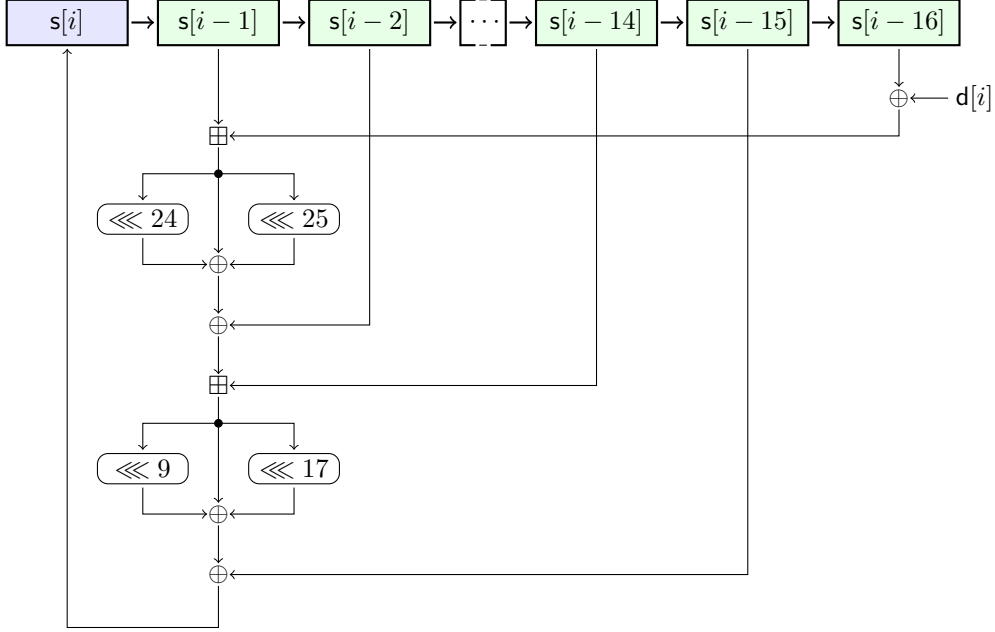 s[i] s[i − 1] s[i − 2] ··· s[i − 14] s[i − 15] s[i − 16]
d[i]
⋘ 24 ⋘ 25
⋘ 9 ⋘ 17